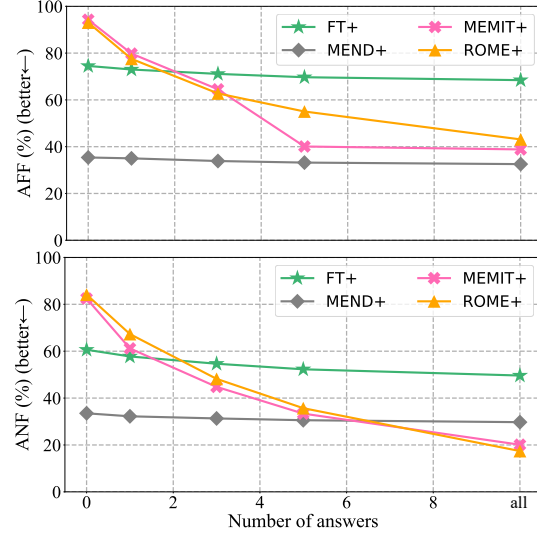 100
80
60
40
20
0
AFF (%) (better←)
FT+
MEND+
MEMIT+
ROME+
100
80
60
40
20
0
ANF (%) (better←)
FT+
MEND+
MEMIT+
ROME+
0 2 4 6 8 all
Number of answers